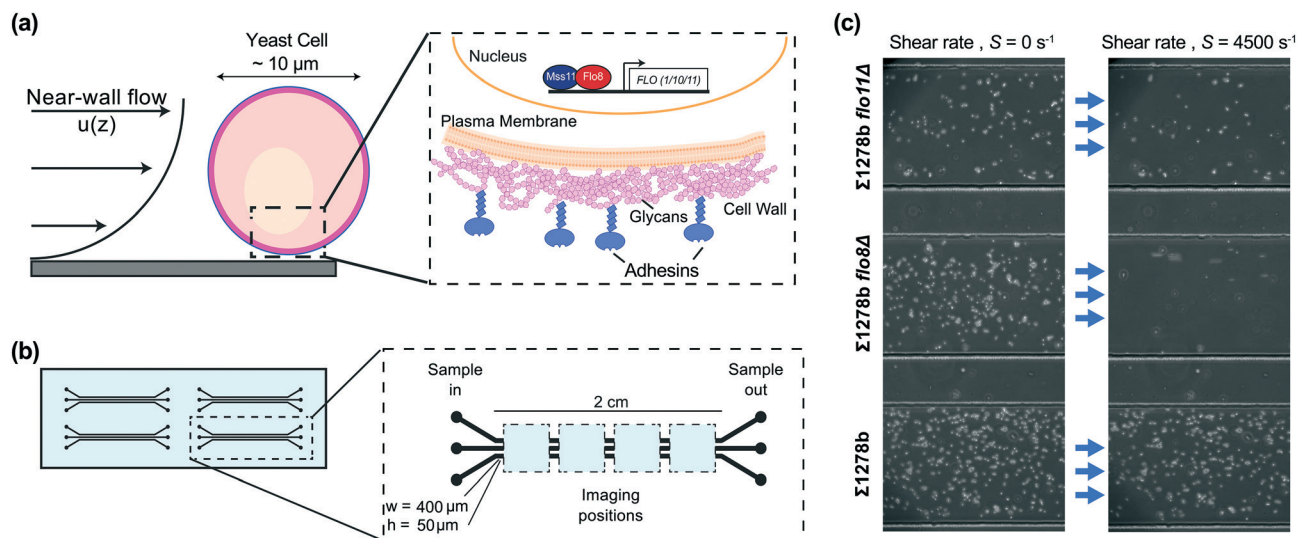 (a)
Yeast Cell
~ 10 μm
Near-wall flow
u(z)
Nucleus
Mss11
Flo8
FLO (1/10/11)
Plasma Membrane
Glycans
Cell Wall
Adhesins
(b)
Sample
in
2 cm
Sample
out
w = 400 μm
h = 50μm
Imaging
positions
(c)
Shear rate , S = 0 s⁻¹
Shear rate , S = 4500 s⁻¹
Σ1278b flo11Δ
Σ1278b flo8Δ
Σ1278b